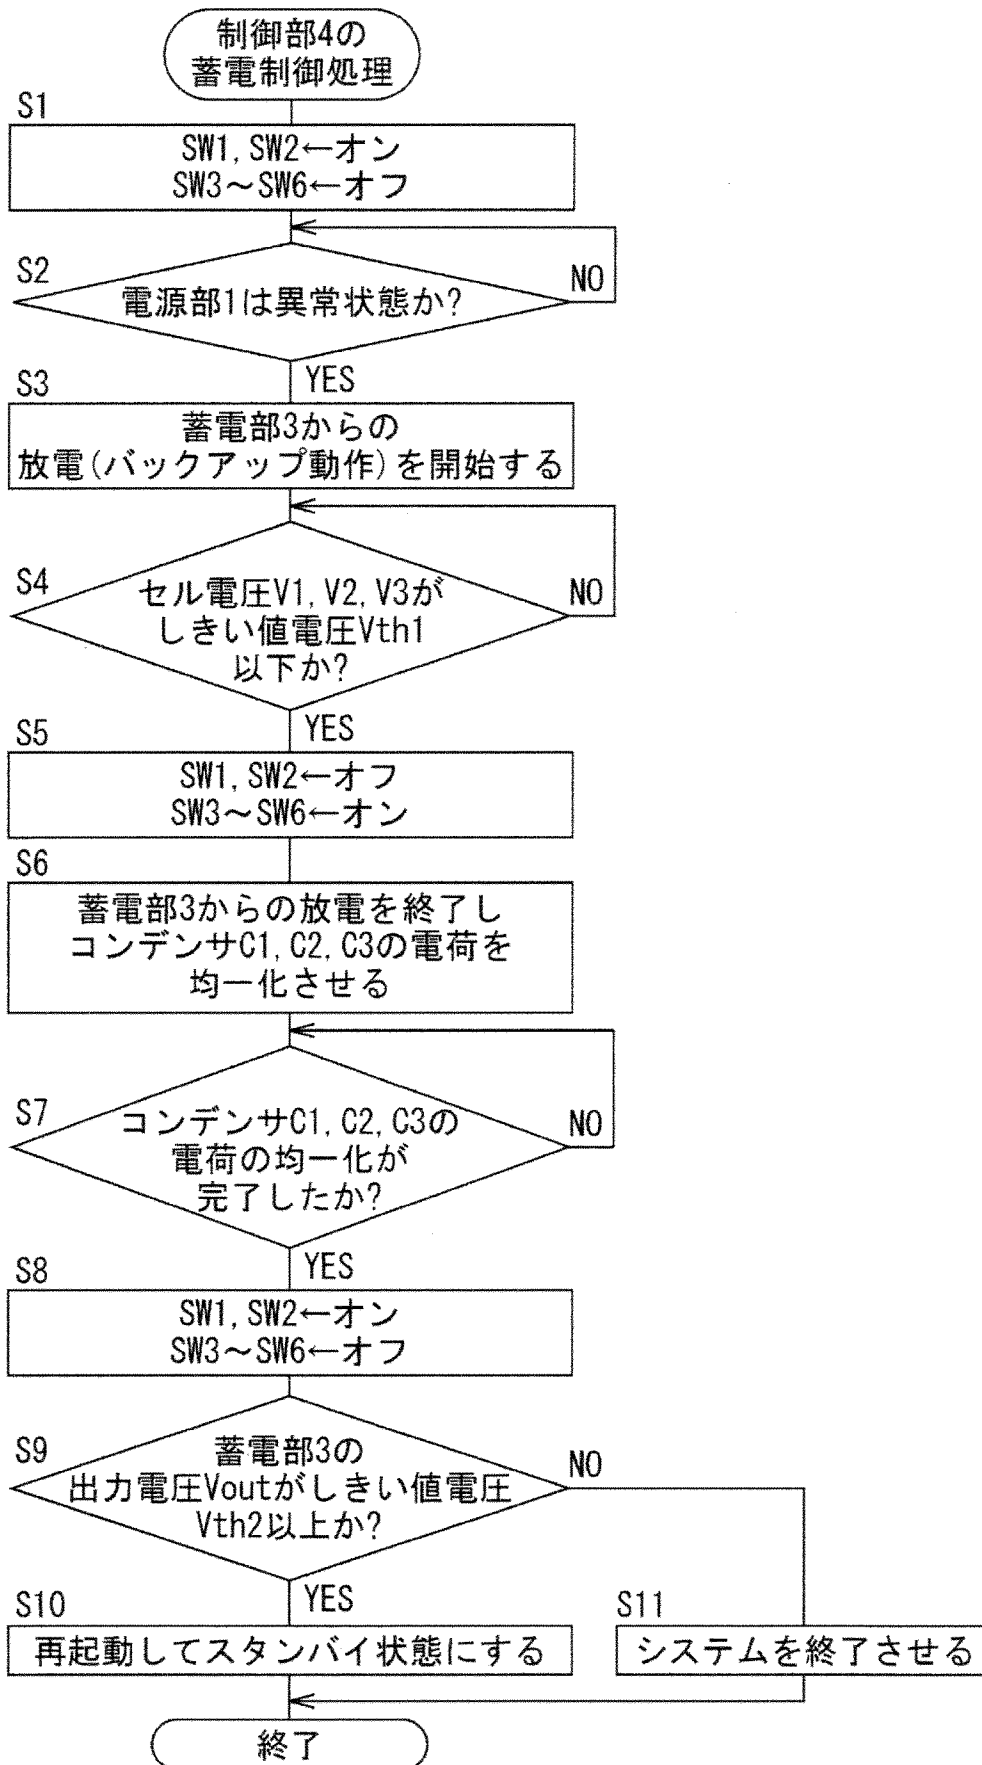 制御部4の
蓄電制御処理
S1
SW1, SW2←オン
SW3～SW6←オフ
S2
電源部1は異常状態か?
NO
YES
S3
蓄電部3からの
放電(バックアップ動作)を開始する
S4
セル電圧V1, V2, V3が
しきい値電圧Vth1
以下か?
NO
YES
S5
SW1, SW2←オフ
SW3～SW6←オン
S6
蓄電部3からの放電を終了し
コンデンサC1, C2, C3の電荷を
均一化させる
S7
コンデンサC1, C2, C3の
電荷の均一化が
完了したか?
NO
YES
S8
SW1, SW2←オン
SW3～SW6←オフ
S9
蓄電部3の
出力電圧Voutがしきい値電圧
Vth2以上か?
NO
YES
S10
再起動してスタンバイ状態にする
S11
システムを終了させる
終了